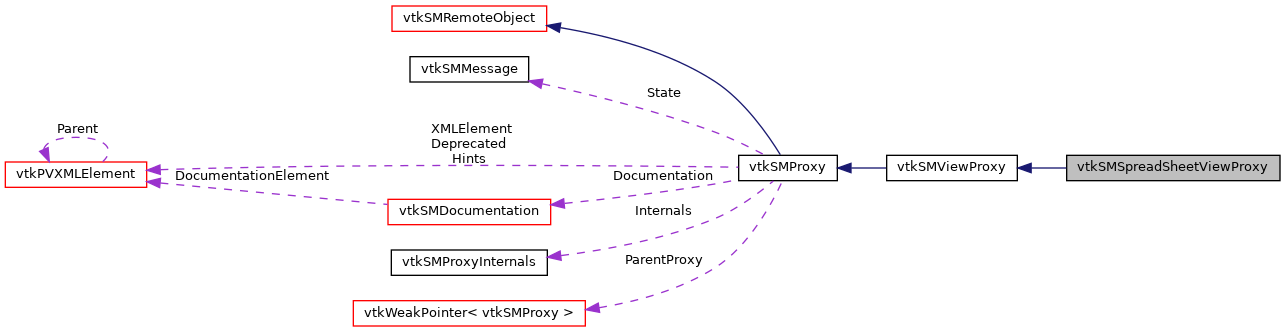 vtkSMRemoteObject
vtkSMMessage
State
Parent
XMLElement
Deprecated
Hints
vtkPVXMLElement
DocumentationElement
Documentation
vtkSMProxy
vtkSMViewProxy
vtkSMSpreadSheetViewProxy
vtkSMDocumentation
Internals
vtkSMProxyInternals
ParentProxy
vtkWeakPointer< vtkSMProxy >